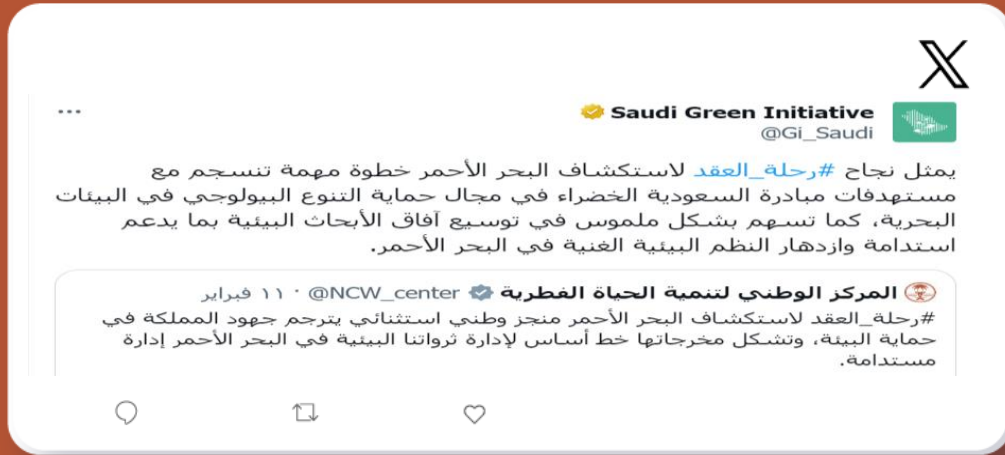 Saudi Green Initiative
@Gi_Saudi
يمثل نجاح #رحلة_العقد لاستكشاف البحر الأحمر خطوة مهمة تنسجم مع
مستهدفات مبادرة السعودية الخضراء في مجال حماية التنوع البيولوجي في البيئات
البحرية، كما تسهم بشكل ملموس في توسيع آفاق الأبحاث البيئية بما يدعم
استدامة وازدهار النظم البيئية الغنية في البحر الأحمر.
المركز الوطني لتنمية الحياة الفطرية @NCW_center · ١١ فبراير
#رحلة_العقد لاستكشاف البحر الأحمر منجز وطني استثنائي يترجم جهود المملكة في
حماية البيئة، وتشكل مخرجاتها خط أساس لإدارة ثرواتنا البيئية في البحر الأحمر إدارة
مستدامة.